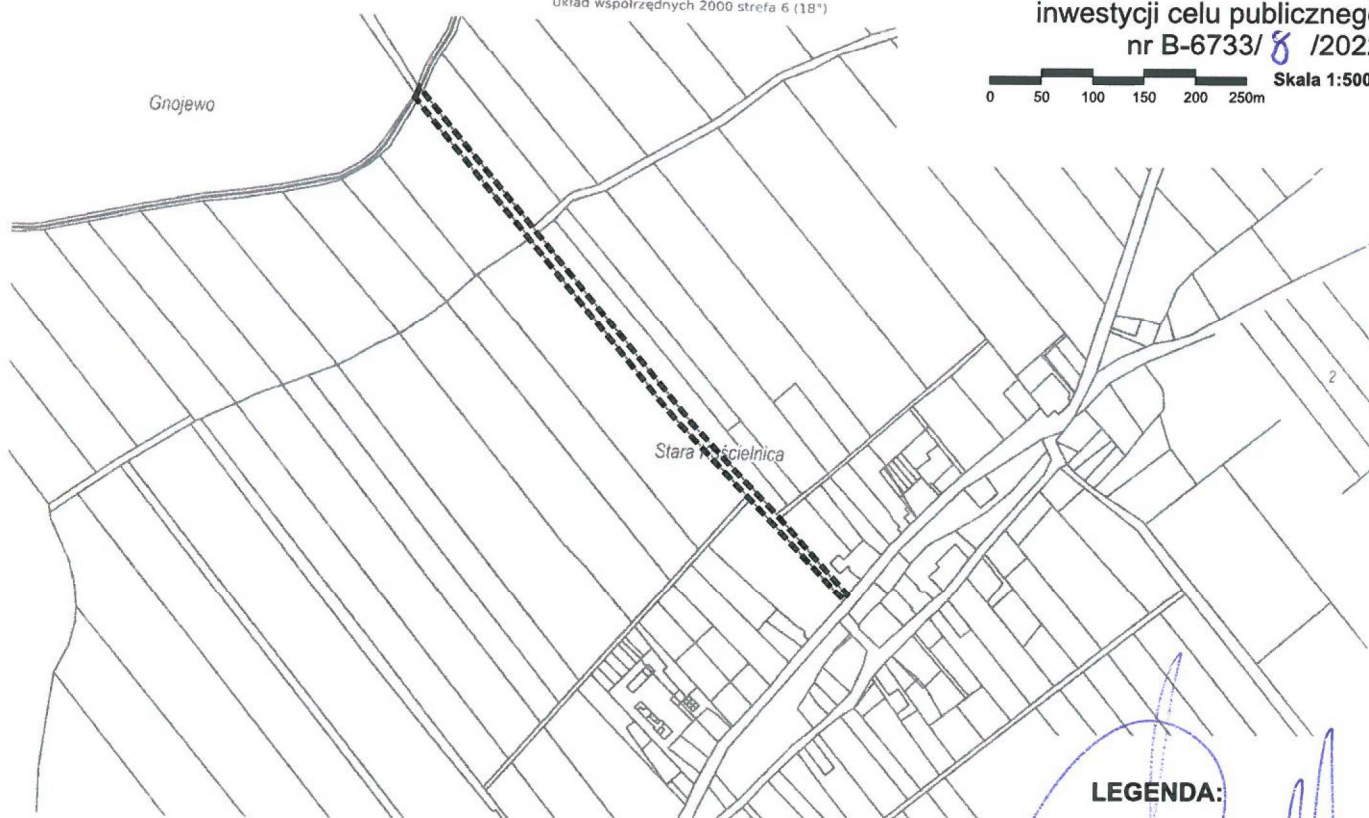 układ współrzędnych 2000 strefa 6 (18°)
inwestycji celu publicznego
nr B-6733/ 8 /202
Skala 1:500
0 50 100 150 200 250m
Gnojewo
2
Stara
LEGENDA: